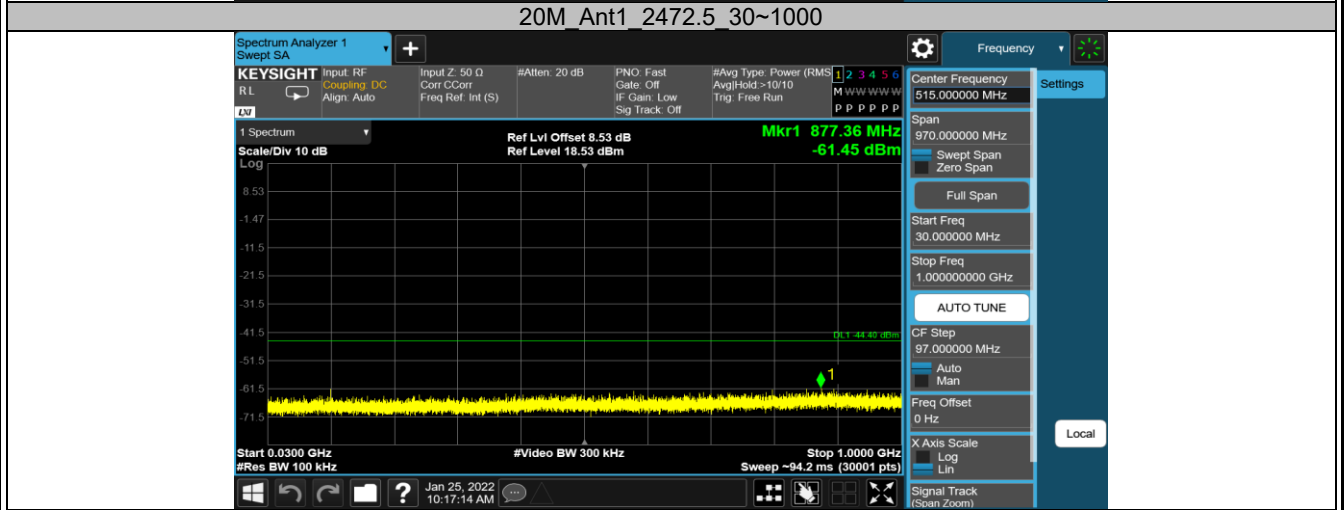 20M_Ant1_2472.5_30~1000
Spectrum Analyzer 1
Swept SA
+
Frequency
KEYSIGHT
RL
LXI
Input: RF
Coupling: DC
Align: Auto
Input Z: 50 Ω
Corr CCorr
Freq Ref: Int (S)
#Atten: 20 dB
PNO: Fast
Gate: Off
IF Gain: Low
Sig Track: Off
#Avg Type: Power (RMS
Avg|Hold:>10/10
Trig: Free Run
1 2 3 4 5 6
M W W W W W
P P P P P P
Center Frequency
515.000000 MHz
Settings
1 Spectrum
Scale/Div 10 dB
Log
Ref Lvl Offset 8.53 dB
Ref Level 18.53 dBm
Mkr1 877.36 MHz
-61.45 dBm
Span
970.000000 MHz
Swept Span
Zero Span
Full Span
Start Freq
30.000000 MHz
Stop Freq
1.000000000 GHz
AUTO TUNE
CF Step
97.000000 MHz
Auto
Man
Freq Offset
0 Hz
X Axis Scale
Log
Lin
Signal Track
(Span Zoom)
Local
8.53
-1.47
-11.5
-21.5
-31.5
-41.5
-51.5
-61.5
-71.5
DL1 -44.40 dBm
1
Start 0.0300 GHz
#Res BW 100 kHz
#Video BW 300 kHz
Stop 1.0000 GHz
Sweep ~94.2 ms (30001 pts)
?
Jan 25, 2022
10:17:14 AM